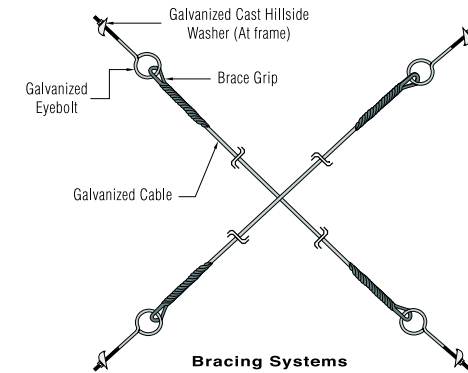 Galvanized Cast Hillside
Washer (At frame)
Brace Grip
Galvanized
Eyebolt
Galvanized Cable
Bracing Systems